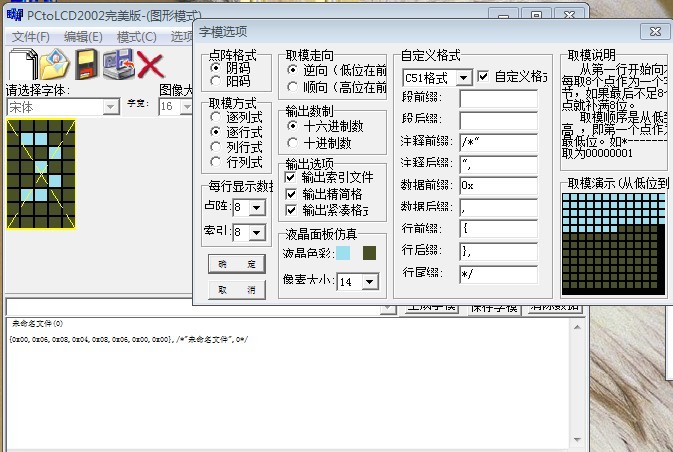 PCtoLCD2002完美版-(图形模式)
文件(F) 编辑(E) 模式(C) 选项
请选择字体: 图像大
宋体 字宽: 16
字模选项
点阵格式
阴码
阳码
取模方式
逐列式
逐行式
列行式
行列式
每行显示数据
点阵: 8
索引: 8
确 定
取 消
取模走向
逆向(低位在前
顺向(高位在前
输出数制
十六进制数
十进制数
输出选项
输出索引文件
输出精简格
输出紧凑格式
液晶面板仿真
液晶色彩:
像素大小: 14
自定义格式
C51格式 自定义格式
段前缀:
段后缀:
注释前缀: /*"
注释后缀: ",
数据前缀: 0x
数据后缀: ,
行前缀: {
行后缀: },
行尾缀: */
取模说明
从第一行开始向
每取8个点作为一个字
节，如果最后不足8个
点就补满8位。
取模顺序是从低到
高，即第一个点作为
最低位。如*-------
取为00000001
取模演示(从低位到
生成字模 保存字模 清除数据
未命名文件(0)
{0x00,0x06,0x08,0x04,0x08,0x06,0x00,0x00},/*"未命名文件",0*/